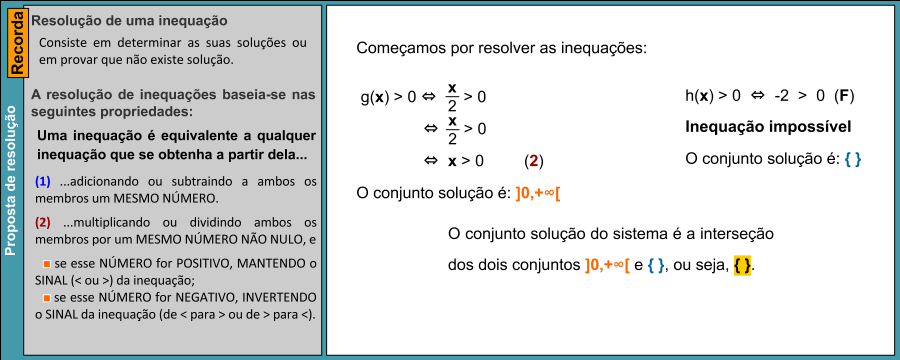 Recorda
Proposta de resolução
Resolução de uma inequação
Consiste em determinar as suas soluções ou
em provar que não existe solução.
A resolução de inequações baseia-se nas
seguintes propriedades:
Uma inequação é equivalente a qualquer
inequação que se obtenha a partir dela...
(1) ...adicionando ou subtraindo a ambos os
membros um MESMO NÚMERO.
(2) ...multiplicando ou dividindo ambos os
membros por um MESMO NÚMERO NÃO NULO, e
se esse NÚMERO for POSITIVO, MANTENDO o
SINAL (< ou >) da inequação;
se esse NÚMERO for NEGATIVO, INVERTENDO
o SINAL da inequação (de < para > ou de > para <).
Começamos por resolver as inequações:
g(x) > 0 ⇔ x/2 > 0
⇔ x/2 > 0
⇔ x > 0 (2)
O conjunto solução é: ]0,+∞[
h(x) > 0 ⇔ -2 > 0 (F)
Inequação impossível
O conjunto solução é: { }
O conjunto solução do sistema é a interseção
dos dois conjuntos ]0,+∞[ e { }, ou seja, { }.